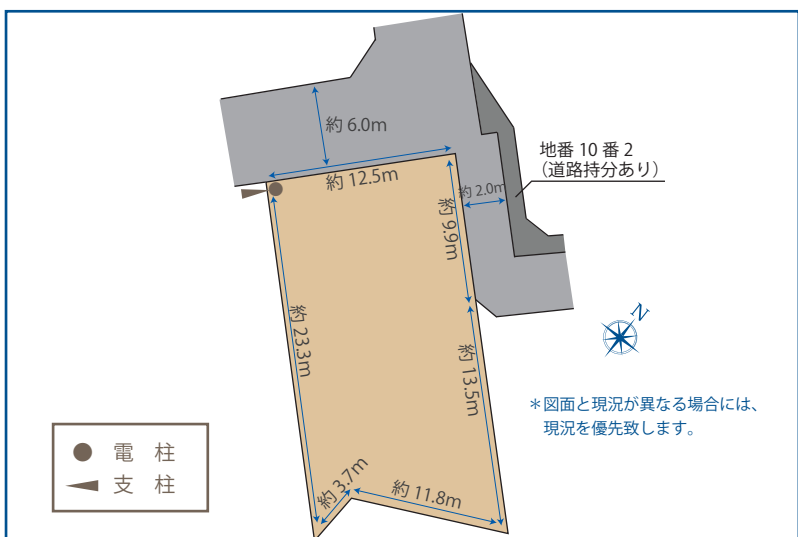 約 6.0m
約 12.5m
地番 10 番 2
（道路持分あり）
約 2.0m
約 9.9m
約 23.3m
約 13.5m
N
＊図面と現況が異なる場合には、
現況を優先致します。
電 柱
支 柱
約 3.7m
約 11.8m